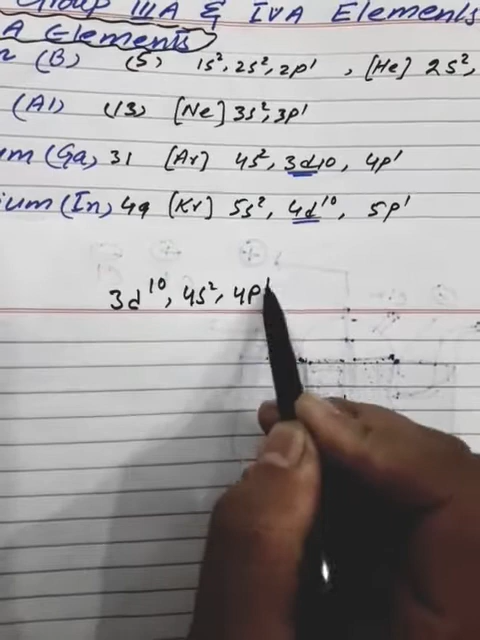 Group IIIA & IVA Elements
A Elements
(B) (5) 1s², 2s², 2p¹ , [He] 2s²,
(Al) (13) [Ne] 3s², 3p¹
um (Ga) 31 [Ar] 4s², 3d10, 4p¹
ium (In) 49 [Kr] 5s², 4d¹⁰, 5p¹
3d¹⁰, 4s², 4p¹